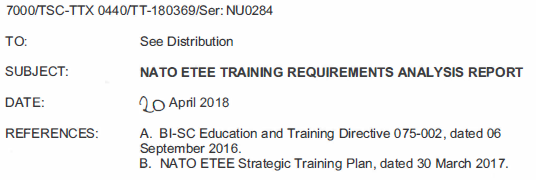 7000/TSC-TTX 0440/TT-180369/Ser: NU0284
TO: See Distribution
SUBJECT: NATO ETEE TRAINING REQUIREMENTS ANALYSIS REPORT
DATE: 20 April 2018
REFERENCES: A. BI-SC Education and Training Directive 075-002, dated 06
September 2016.
B. NATO ETEE Strategic Training Plan, dated 30 March 2017.